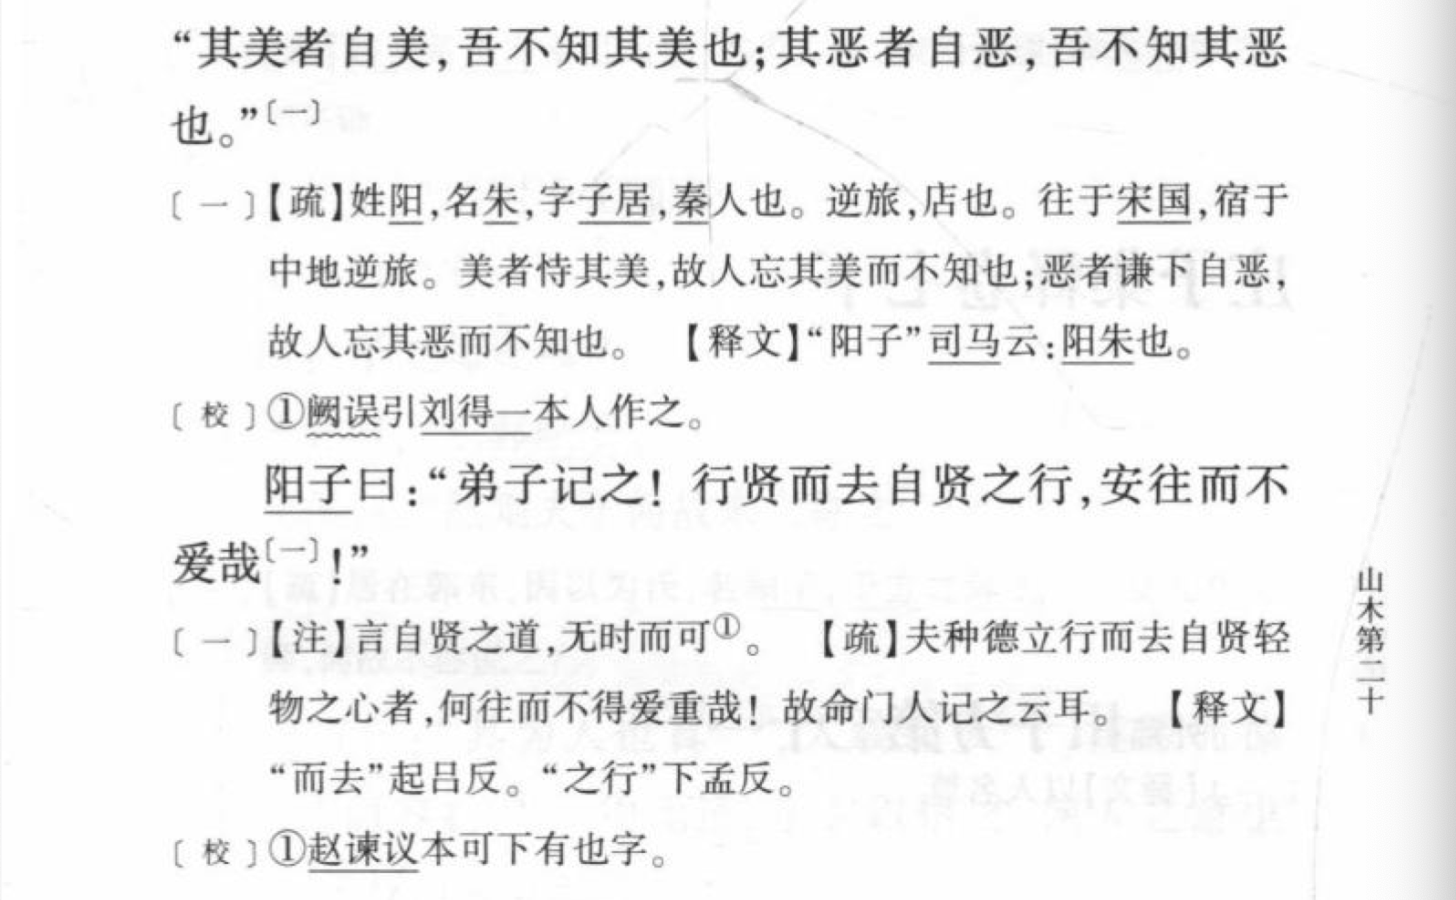 “其美者自美，吾不知其美也；其恶者自恶，吾不知其恶
也。”〔一〕
〔一〕【疏】姓阳，名朱，字子居，秦人也。逆旅，店也。往于宋国，宿于
中地逆旅。美者恃其美，故人忘其美而不知也；恶者谦下自恶，
故人忘其恶而不知也。 【释文】“阳子”司马云：阳朱也。
〔校〕①阙误引刘得一本人作之。
阳子曰：“弟子记之！行贤而去自贤之行，安往而不
爱哉〔一〕！”
〔一〕【注】言自贤之道，无时而可①。 【疏】夫种德立行而去自贤轻
物之心者，何往而不得爱重哉！故命门人记之云耳。 【释文】
“而去”起吕反。“之行”下孟反。
〔校〕①赵谏议本可下有也字。
山木第二十